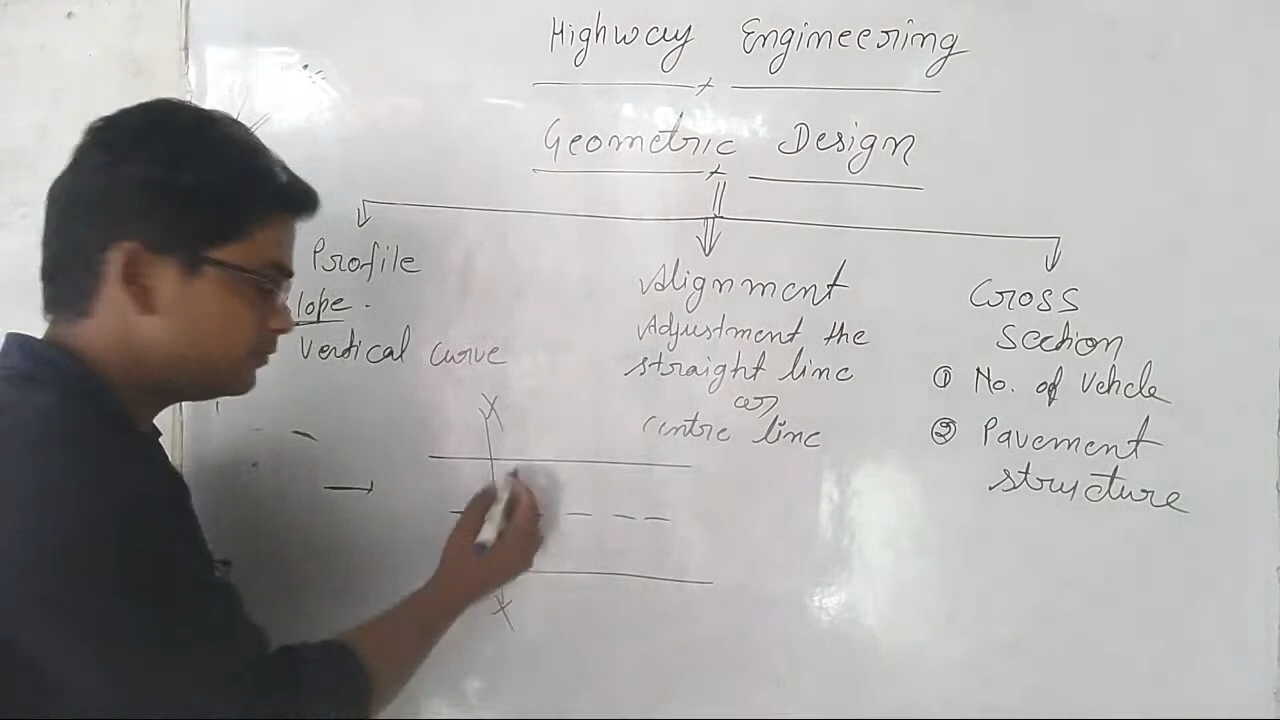 Highway Engineering
Geometric Design
Profile
lope.
Vertical curve
Alignment
Adjustment the
straight line
or
centre line
Cross
Section
① No. of Vehcle
② Pavement
structure
X
X